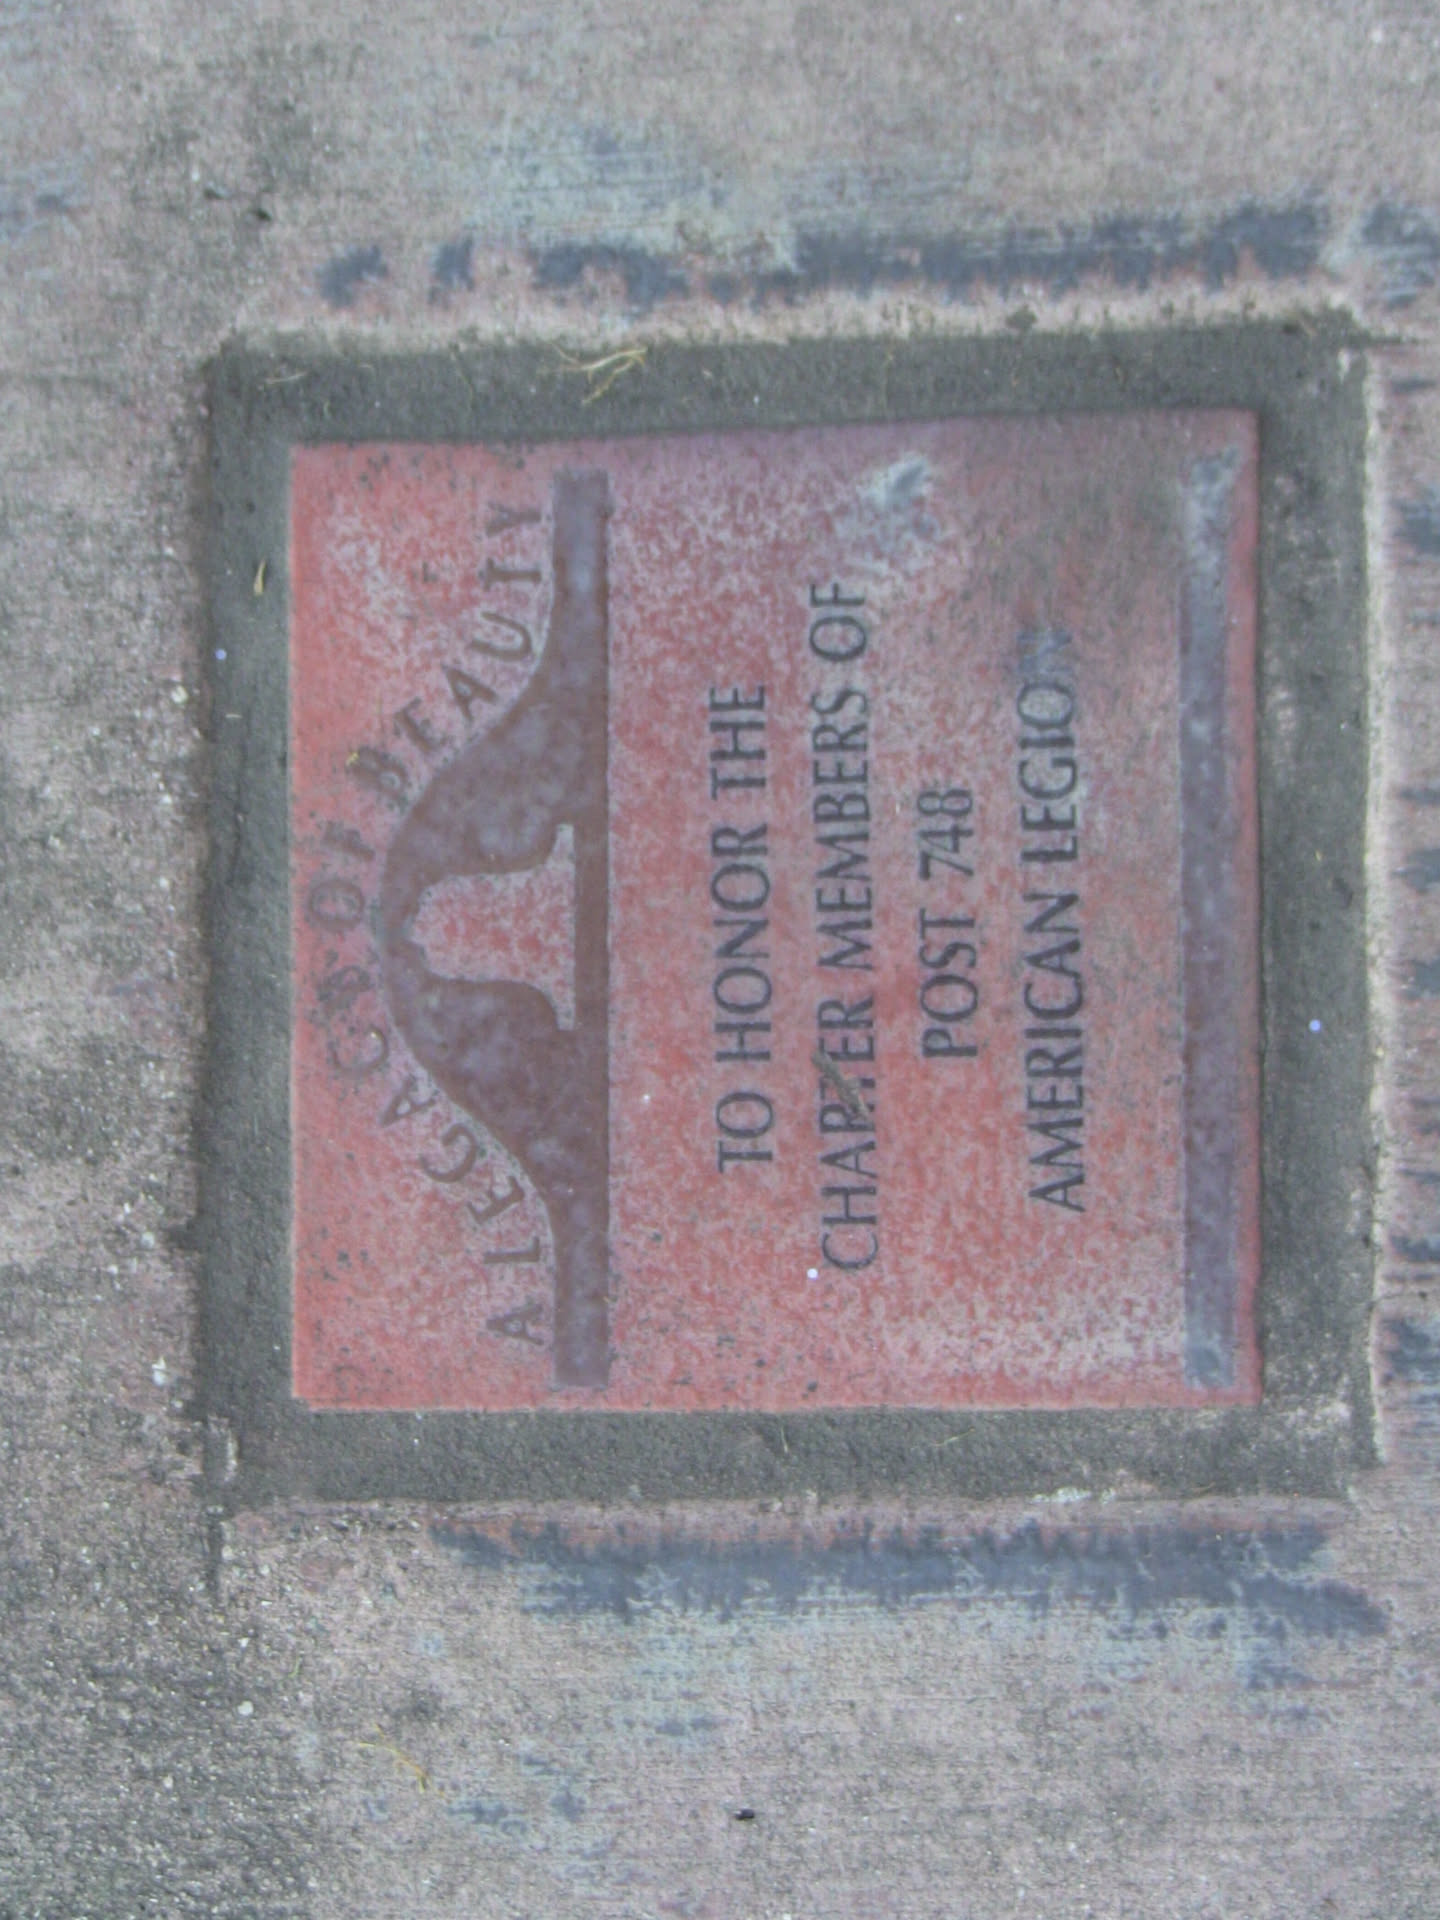 A LEGACY OF BEAUTY
TO HONOR THE
CHARTER MEMBERS OF
POST 748
AMERICAN LEGION